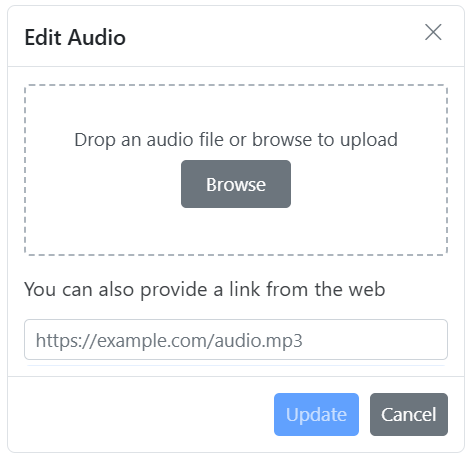 Edit Audio
Drop an audio file or browse to upload
Browse
You can also provide a link from the web
https://example.com/audio.mp3
Update Cancel